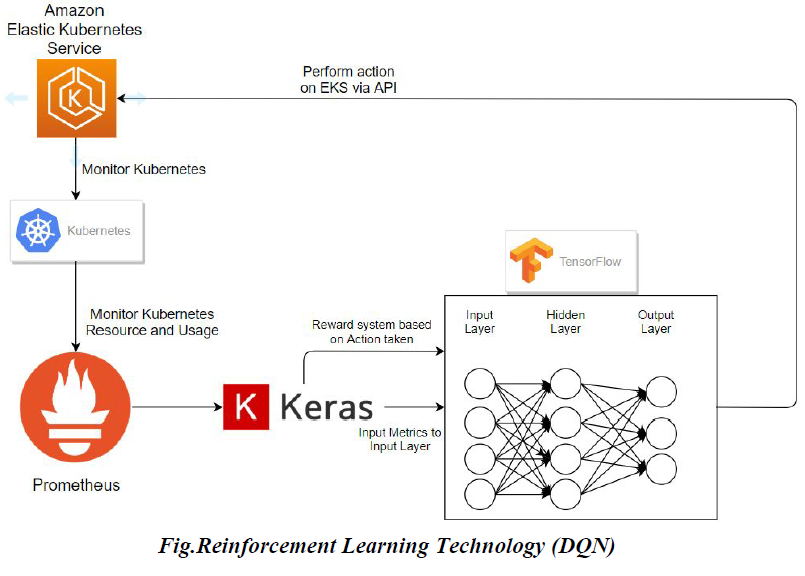 Amazon
Elastic Kubernetes
Service
K
Perform action
on EKS via API
Monitor Kubernetes
Kubernetes
TensorFlow
Monitor Kubernetes
Resource and Usage
Reward system based
on Action taken
Input
Layer
Hidden
Layer
Output
Layer
K Keras
Input Metrics to
Input Layer
Prometheus
Fig.Reinforcement Learning Technology (DQN)